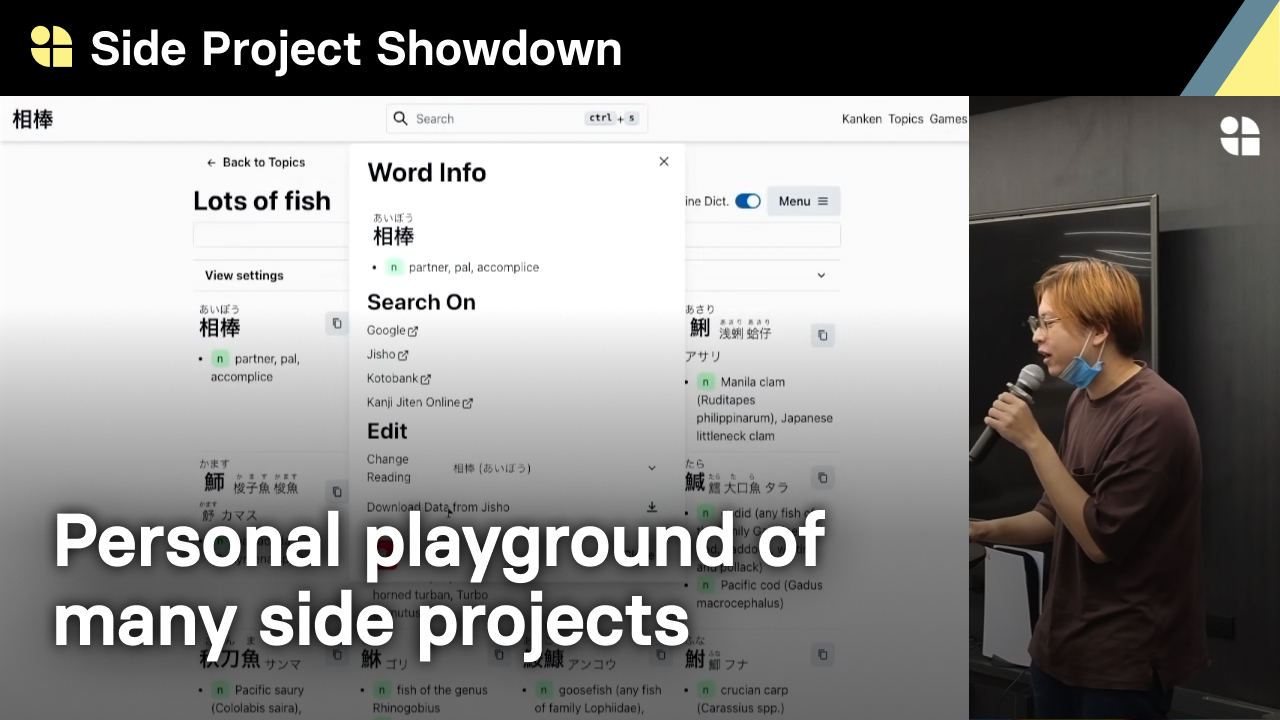 Side Project Showdown
相棒
Search
ctrl + s
Kanken Topics Games
← Back to Topics
Lots of fish
ine Dict.
Menu
View settings
Word Info
あいぼう
相棒
n partner, pal, accomplice
Search On
Google
Jisho
Kotobank
Kanji Jiten Online
Edit
Change
Reading
相棒 (あいぼう)
Download Data from Jisho
あいぼう
相棒
n partner, pal,
accomplice
あさり
鯏 浅蜊 蛤仔
アサリ
n Manila clam
(Ruditapes
philippinarum), Japanese
littleneck clam
かます
魳 梭子魚 梭魚
カマス
たら
鱈 大口魚 タラ
and pollack)
n Pacific cod (Gadus
macrocephalus)
horned turban, Turbo
Personal playground of
many side projects
秋刀魚 サンマ
n Pacific saury
(Cololabis saira),
ゴリ
n fish of the genus
Rhinogobius
アンコウ
n goosefish (any fish
of family Lophiidae),
ふな
鮒 鯽 フナ
n crucian carp
(Carassius spp.)